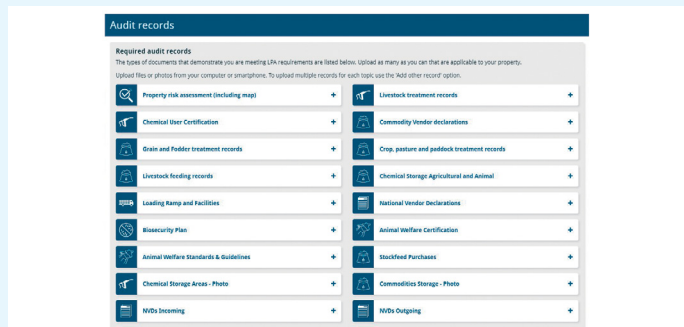 Audit records
Required audit records
The types of documents that demonstrate you are meeting LPA requirements are listed below. Upload as many as you can that are applicable to your property.
Upload files or photos from your computer or smartphone. To upload multiple records for each topic use the 'Add other record' option.
Property risk assessment (including map) +
Livestock treatment records +
Chemical User Certification +
Commodity Vendor declarations +
Grain and Fodder treatment records +
Crop, pasture and paddock treatment records +
Livestock feeding records +
Chemical Storage Agricultural and Animal +
Loading Ramp and Facilities +
National Vendor Declarations +
Biosecurity Plan +
Animal Welfare Certification +
Animal Welfare Standards & Guidelines +
Stockfeed Purchases +
Chemical Storage Areas - Photo +
Commodities Storage - Photo +
NVDs Incoming +
NVDs Outgoing +